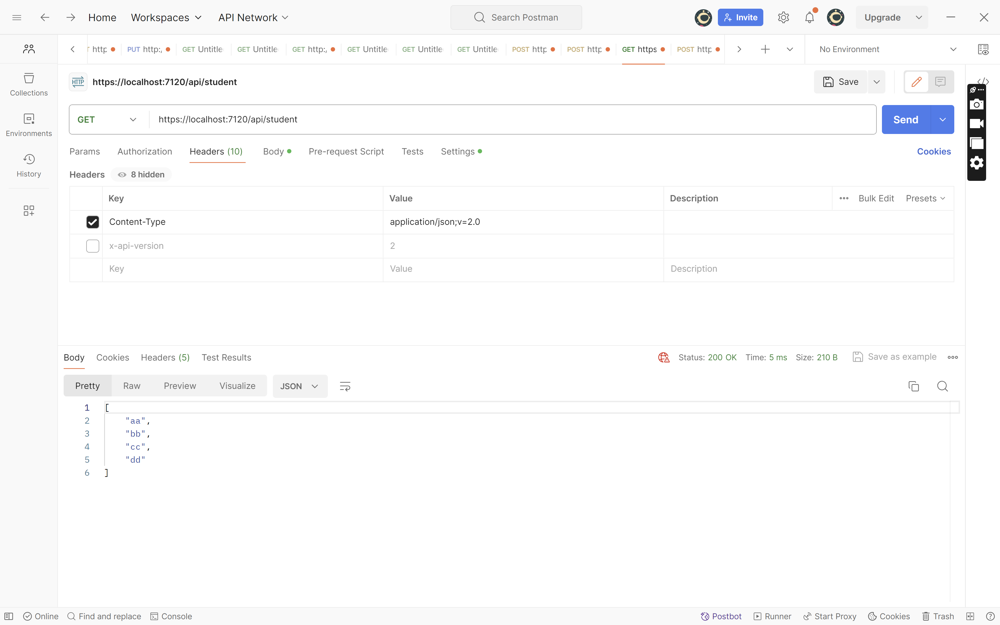 Home Workspaces API Network Search Postman Invite Upgrade
http PUT http:/ GET Untitle GET Untitle GET http:/ GET Untitle GET Untitle GET Untitle POST http POST http GET https POST http No Environment
HTTP https://localhost:7120/api/student Save
Collections
GET https://localhost:7120/api/student Send
Environments
Params Authorization Headers (10) Body Pre-request Script Tests Settings Cookies
History
Headers 8 hidden
Key Value Description Bulk Edit Presets
Content-Type application/json;v=2.0
x-api-version 2
Key Value Description
Body Cookies Headers (5) Test Results Status: 200 OK Time: 5 ms Size: 210 B Save as example
Pretty Raw Preview Visualize JSON
1 [
2 "aa",
3 "bb",
4 "cc",
5 "dd"
6 ]
Online Find and replace Console Postbot Runner Start Proxy Cookies Trash